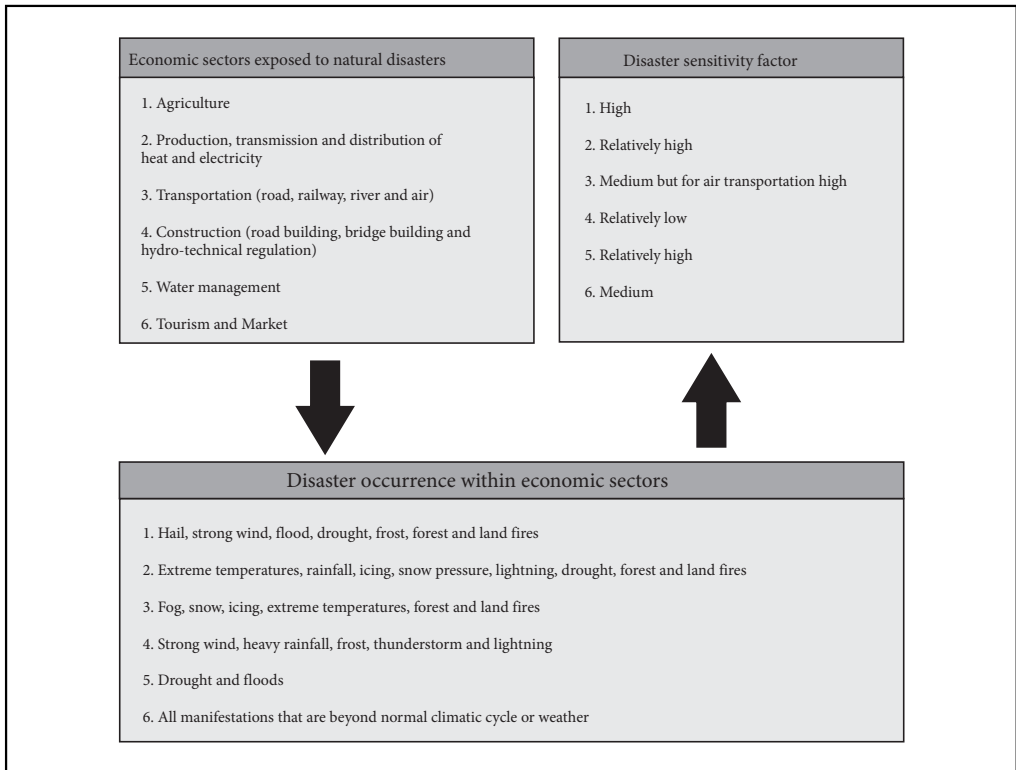 Economic sectors exposed to natural disasters
1. Agriculture
2. Production, transmission and distribution of
heat and electricity
3. Transportation (road, railway, river and air)
4. Construction (road building, bridge building and
hydro-technical regulation)
5. Water management
6. Tourism and Market
Disaster sensitivity factor
1. High
2. Relatively high
3. Medium but for air transportation high
4. Relatively low
5. Relatively high
6. Medium
Disaster occurrence within economic sectors
1. Hail, strong wind, flood, drought, frost, forest and land fires
2. Extreme temperatures, rainfall, icing, snow pressure, lightning, drought, forest and land fires
3. Fog, snow, icing, extreme temperatures, forest and land fires
4. Strong wind, heavy rainfall, frost, thunderstorm and lightning
5. Drought and floods
6. All manifestations that are beyond normal climatic cycle or weather